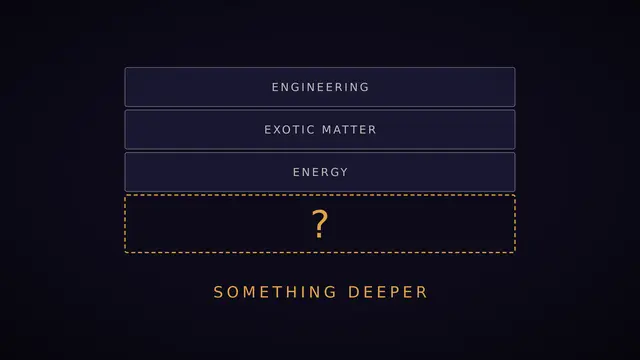 ENGINEERING
EXOTIC MATTER
ENERGY
?
SOMETHING DEEPER